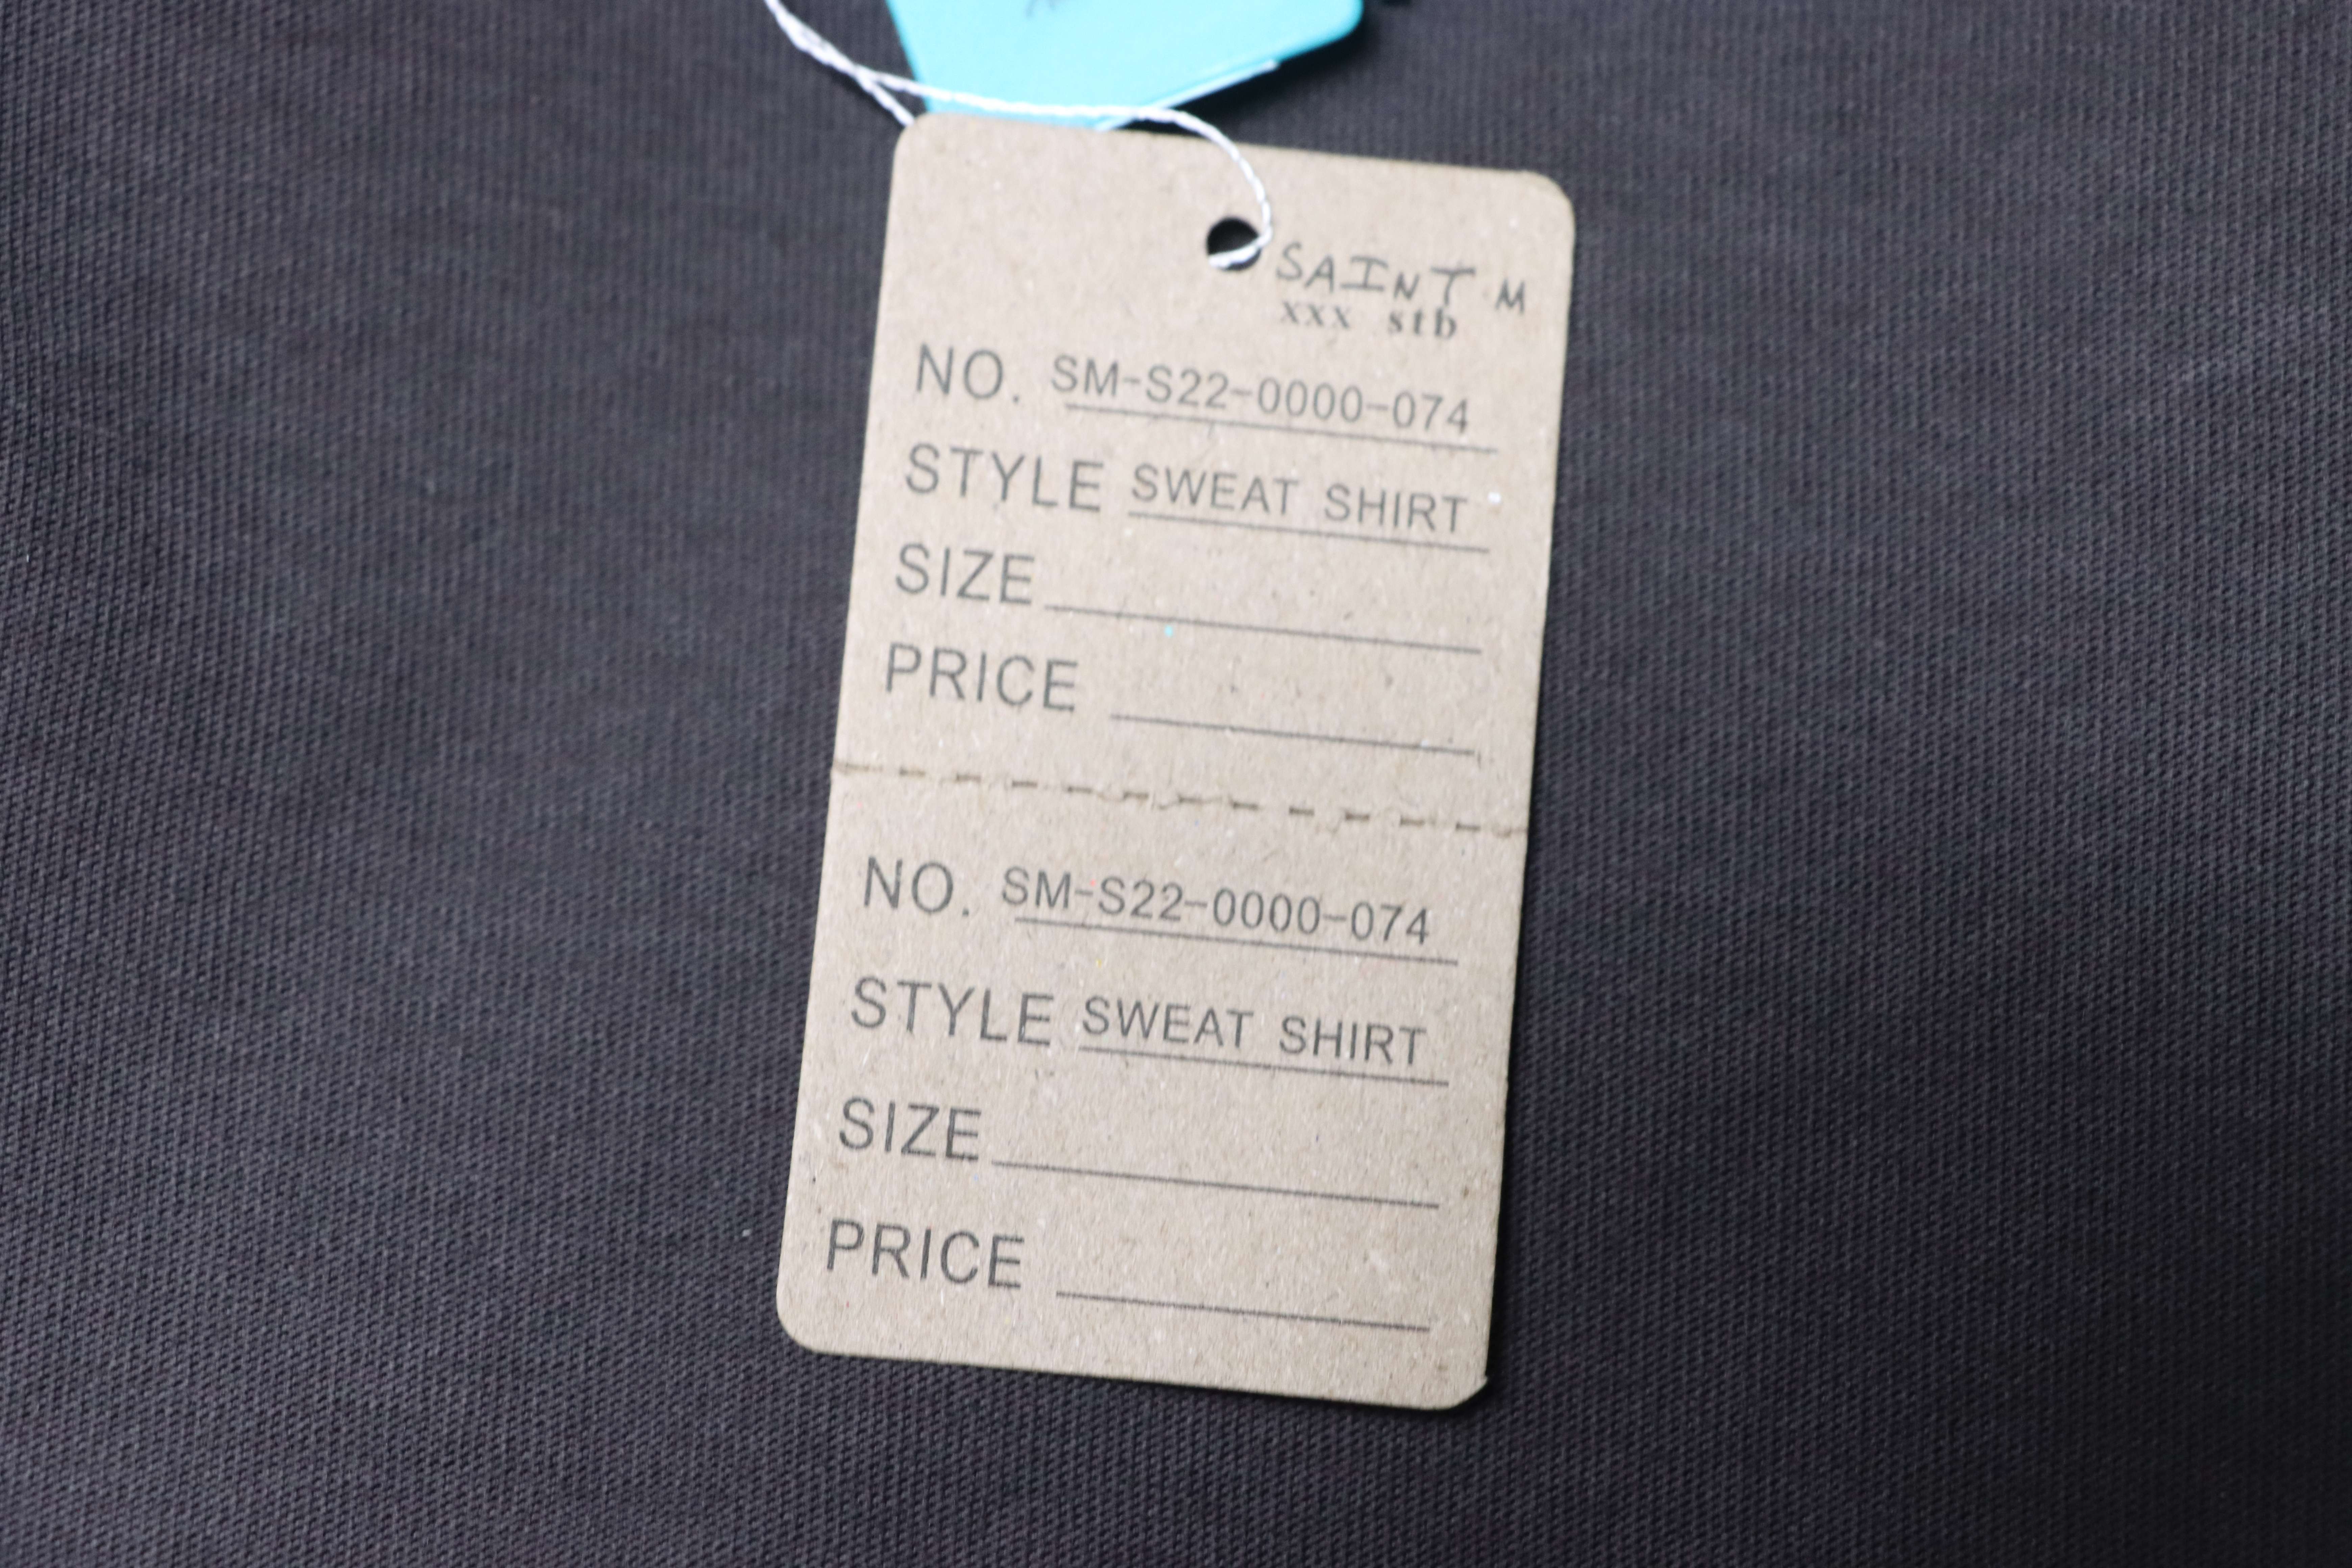 SAINT M
xxx stb
NO. SM-S22-0000-074
STYLE SWEAT SHIRT
SIZE
PRICE
NO. SM-S22-0000-074
STYLE SWEAT SHIRT
SIZE
PRICE